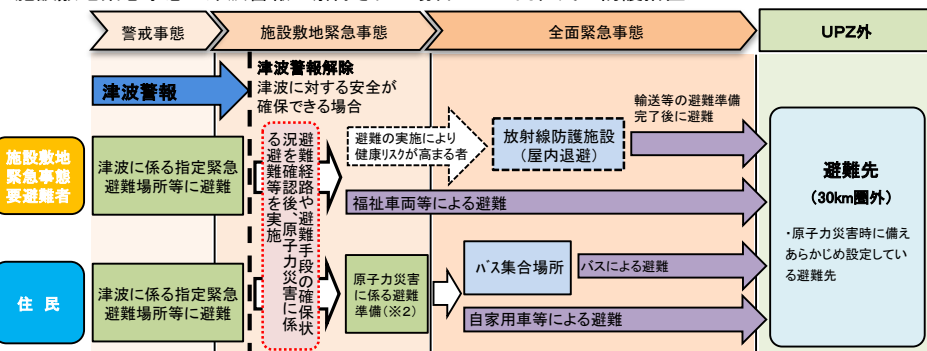 警戒事態
施設敷地緊急事態
全面緊急事態
UPZ外
津波警報
津波警報解除
津波に対する安全が
確保できる場合
輸送等の避難準備
完了後に避難
施設敷地
緊急事態
要避難者
津波に係る指定緊急
避難場所等に避難
避難経路や避難手段の確保状
況を確認後、原子力災害に係
る避難等を実施
避難の実施により
健康リスクが高まる者
放射線防護施設
(屋内退避)
福祉車両等による避難
避難先
(30km圏外)
・原子力災害時に備え
あらかじめ設定してい
る避難先
住 民
津波に係る指定緊急
避難場所等に避難
原子力災害
に係る避難
準備(※2)
バス集合場所
バスによる避難
自家用車等による避難